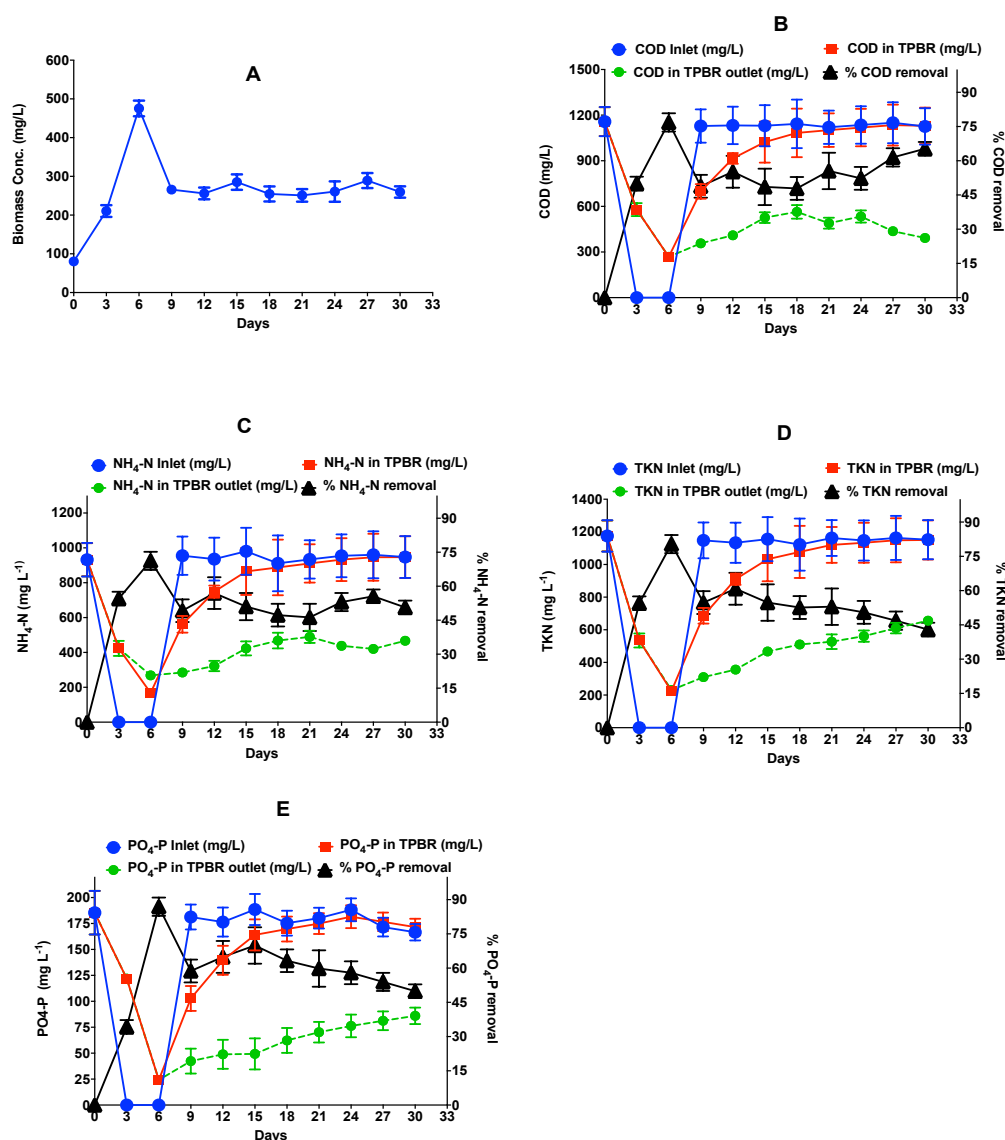 A
Biomass Conc. (mg/L)
600
500
400
300
200
100
0
0 3 6 9 12 15 18 21 24 27 30 33
Days
B
COD Inlet (mg/L) COD in TPBR (mg/L)
COD in TPBR outlet (mg/L) % COD removal
COD (mg/L)
1500
1200
900
600
300
0
90
75
60
45
30
15
0
% COD removal
0 3 6 9 12 15 18 21 24 27 30 33
Days
C
NH4-N Inlet (mg/L) NH4-N in TPBR (mg/L)
NH4-N in TPBR outlet (mg/L) % NH4-N removal
NH4-N (mg L-1)
1200
1000
800
600
400
200
0
90
75
60
45
30
15
0
% NH4-N removal
0 3 6 9 12 15 18 21 24 27 30 33
Days
D
TKN Inlet (mg/L) TKN in TPBR (mg/L)
TKN in TPBR outlet (mg/L) % TKN removal
TKN (mg L-1)
1400
1200
1000
800
600
400
200
0
90
75
60
45
30
15
0
% TKN removal
0 3 6 9 12 15 18 21 24 27 30 33
Days
E
PO4-P Inlet (mg/L) PO4-P in TPBR (mg/L)
PO4-P in TPBR outlet (mg/L) % PO4-P removal
PO4-P (mg L-1)
200
175
150
125
100
75
50
25
0
90
75
60
45
30
15
0
% PO4-P removal
0 3 6 9 12 15 18 21 24 27 30 33
Days